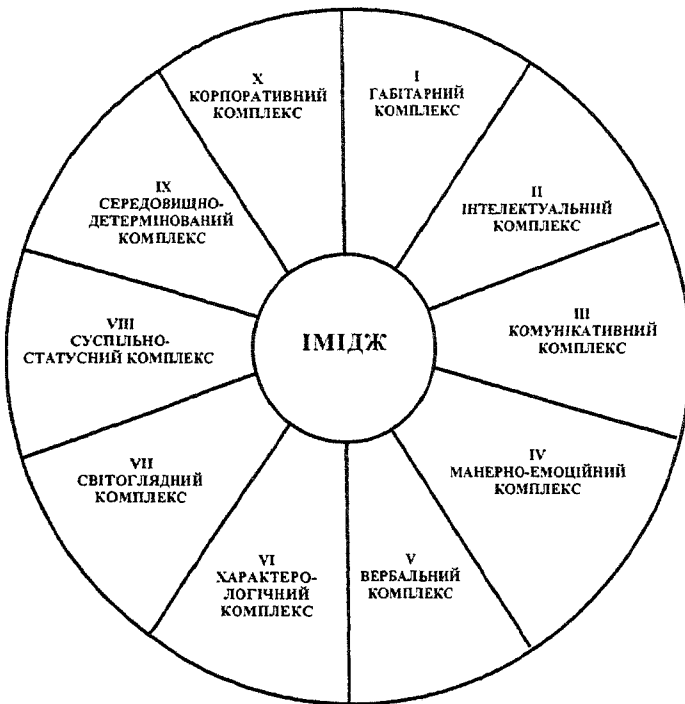 I
ГАБІТАРНИЙ
КОМПЛЕКС
II
ІНТЕЛЕКТУАЛЬНИЙ
КОМПЛЕКС
III
КОМУНІКАТИВНИЙ
КОМПЛЕКС
IV
МАНЕРНО-ЕМОЦІЙНИЙ
КОМПЛЕКС
V
ВЕРБАЛЬНИЙ
КОМПЛЕКС
VI
ХАРАКТЕРО-
ЛОГІЧНИЙ
КОМПЛЕКС
VII
СВІТОГЛЯДНИЙ
КОМПЛЕКС
VIII
СУСПІЛЬНО-
СТАТУСНИЙ КОМПЛЕКС
IX
СЕРЕДОВИЩНО-
ДЕТЕРМІНОВАНИЙ
КОМПЛЕКС
X
КОРПОРАТИВНИЙ
КОМПЛЕКС
ІМІДЖ